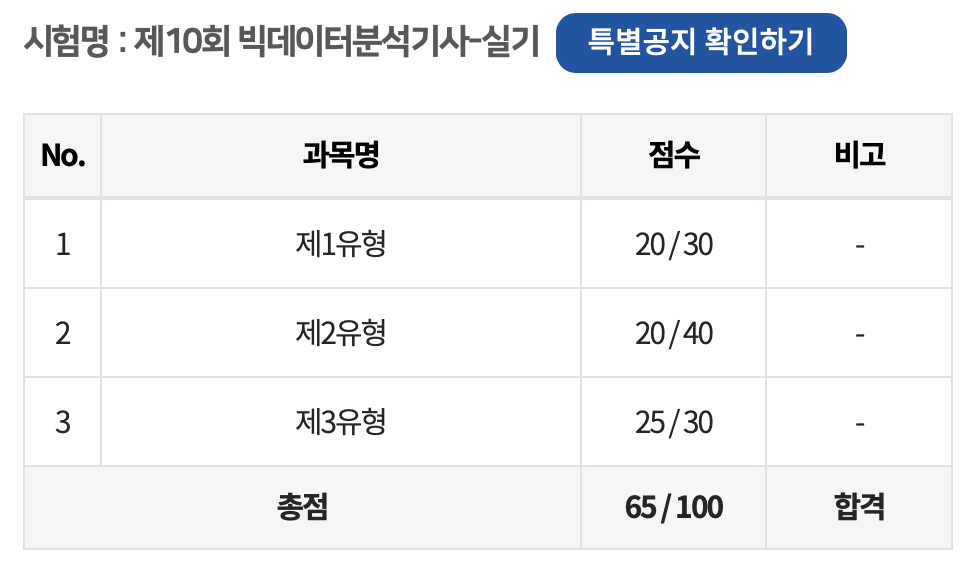 시험명 : 제10회 빅데이터분석기사-실기 특별공지 확인하기
No. 과목명 점수 비고
1 제1유형 20 / 30 -
2 제2유형 20 / 40 -
3 제3유형 25 / 30 -
총점 65 / 100 합격